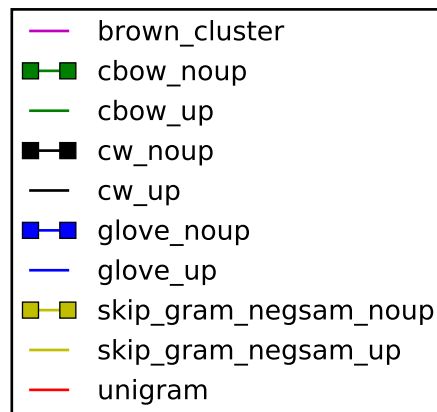 brown_cluster
cbow_noup
cbow_up
cw_noup
cw_up
glove_noup
glove_up
skip_gram_negsam_noup
skip_gram_negsam_up
unigram